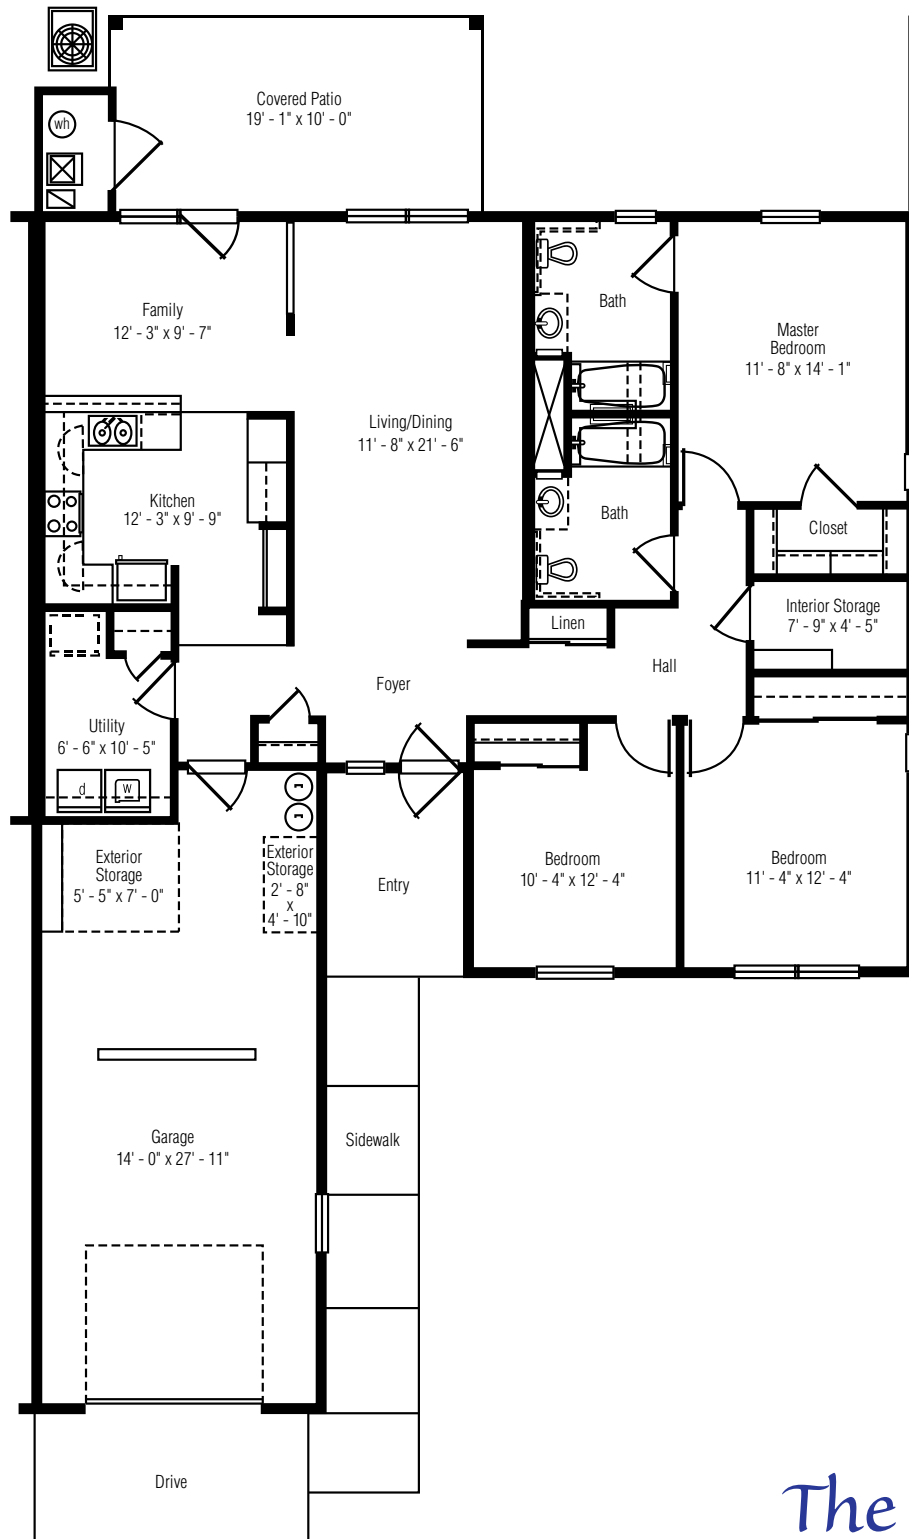 Covered Patio
19' - 1" x 10' - 0"
wh
Family
12' - 3" x 9' - 7"
Bath
Master
Bedroom
11' - 8" x 14' - 1"
Living/Dining
11' - 8" x 21' - 6"
Kitchen
12' - 3" x 9' - 9"
Bath
Closet
Interior Storage
7' - 9" x 4' - 5"
Linen
Hall
Foyer
Utility
6' - 6" x 10' - 5"
d
w
Exterior
Storage
5' - 5" x 7' - 0"
Exterior
Storage
2' - 8"
x
4' - 10"
Entry
Bedroom
10' - 4" x 12' - 4"
Bedroom
11' - 4" x 12' - 4"
Garage
14' - 0" x 27' - 11"
Sidewalk
Drive
The